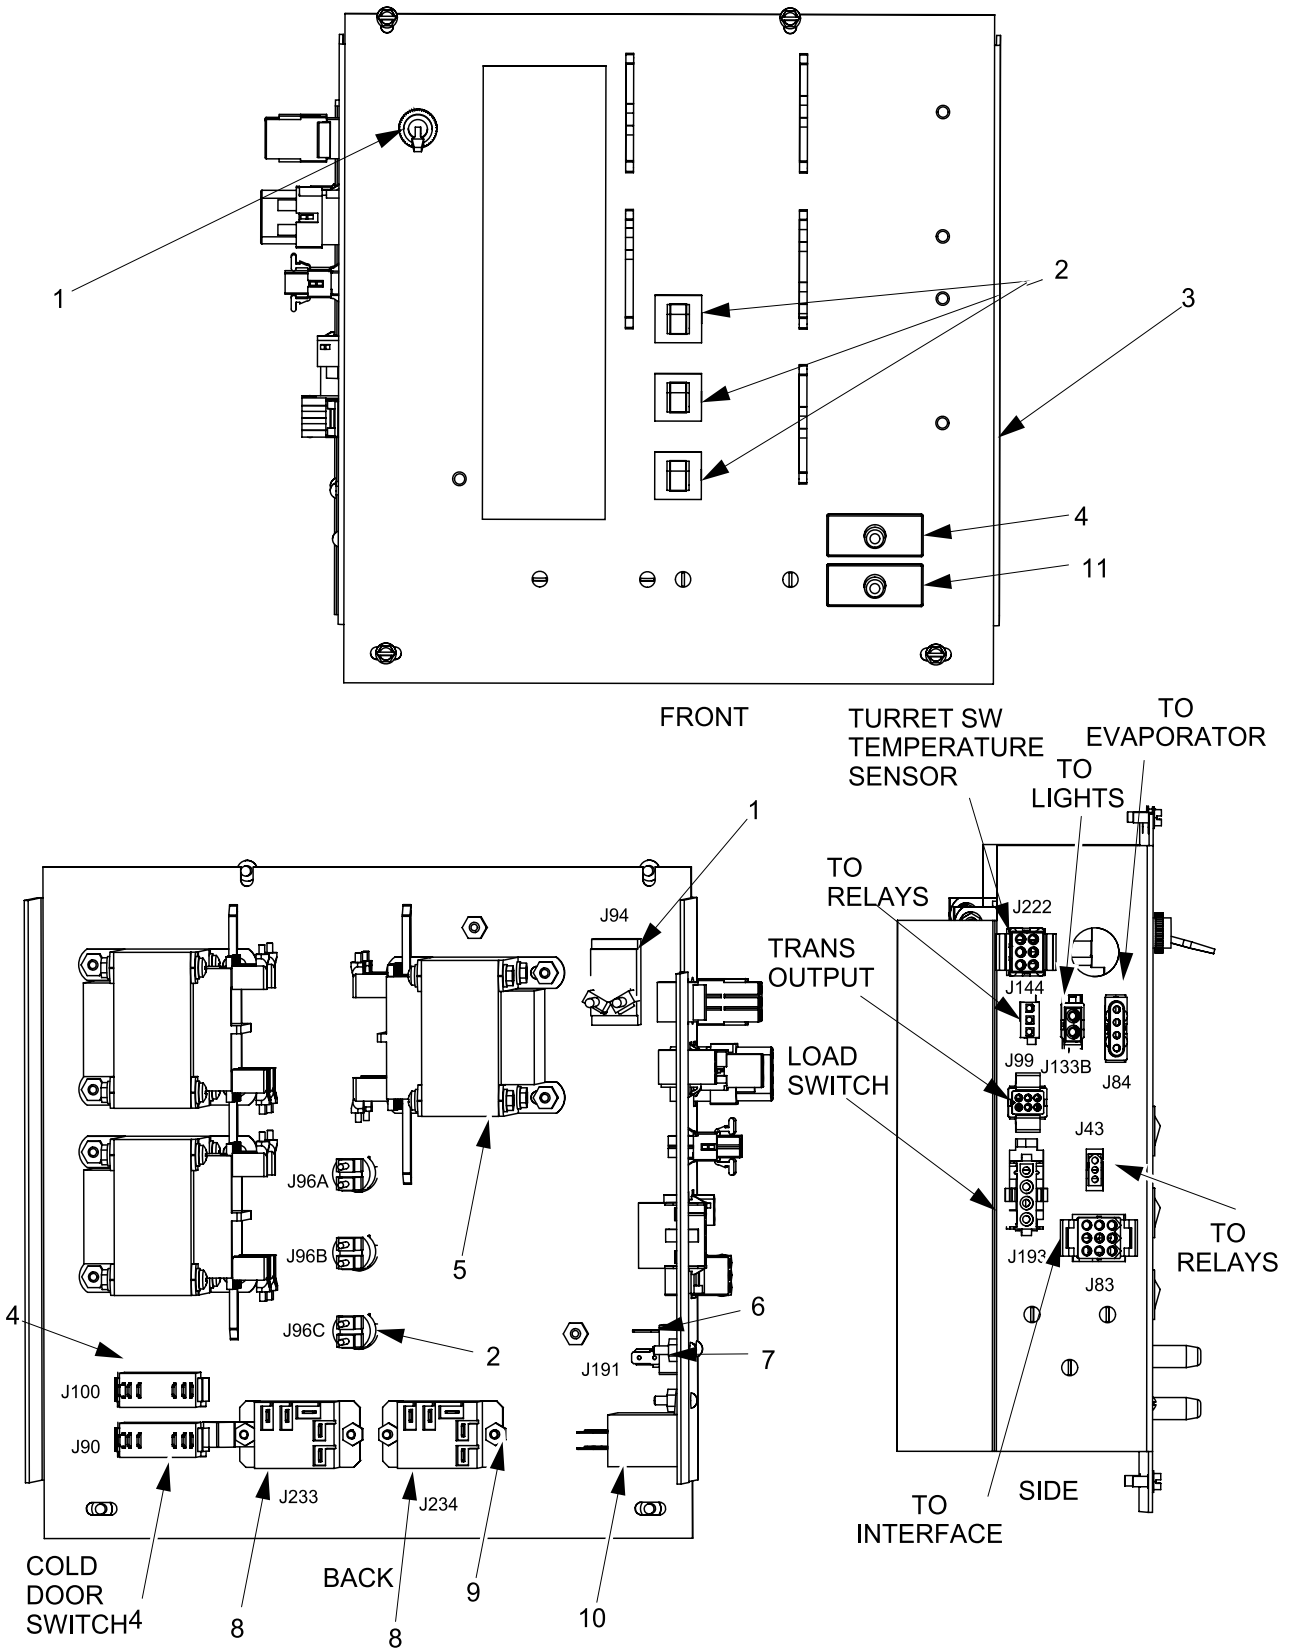 1
2
3
4
11
FRONT
TURRET SW
TEMPERATURE
SENSOR
TO
EVAPORATOR
TO
LIGHTS
TO
RELAYS
TRANS
OUTPUT
LOAD
SWITCH
J222
J144
J99
J133B
J84
J43
J193
J83
TO
RELAYS
TO
INTERFACE
SIDE
1
J94
J96A
J96B
J96C
5
4
2
6
7
J191
J100
J90
J233
J234
COLD
DOOR
SWITCH
4
8
BACK
8
9
10